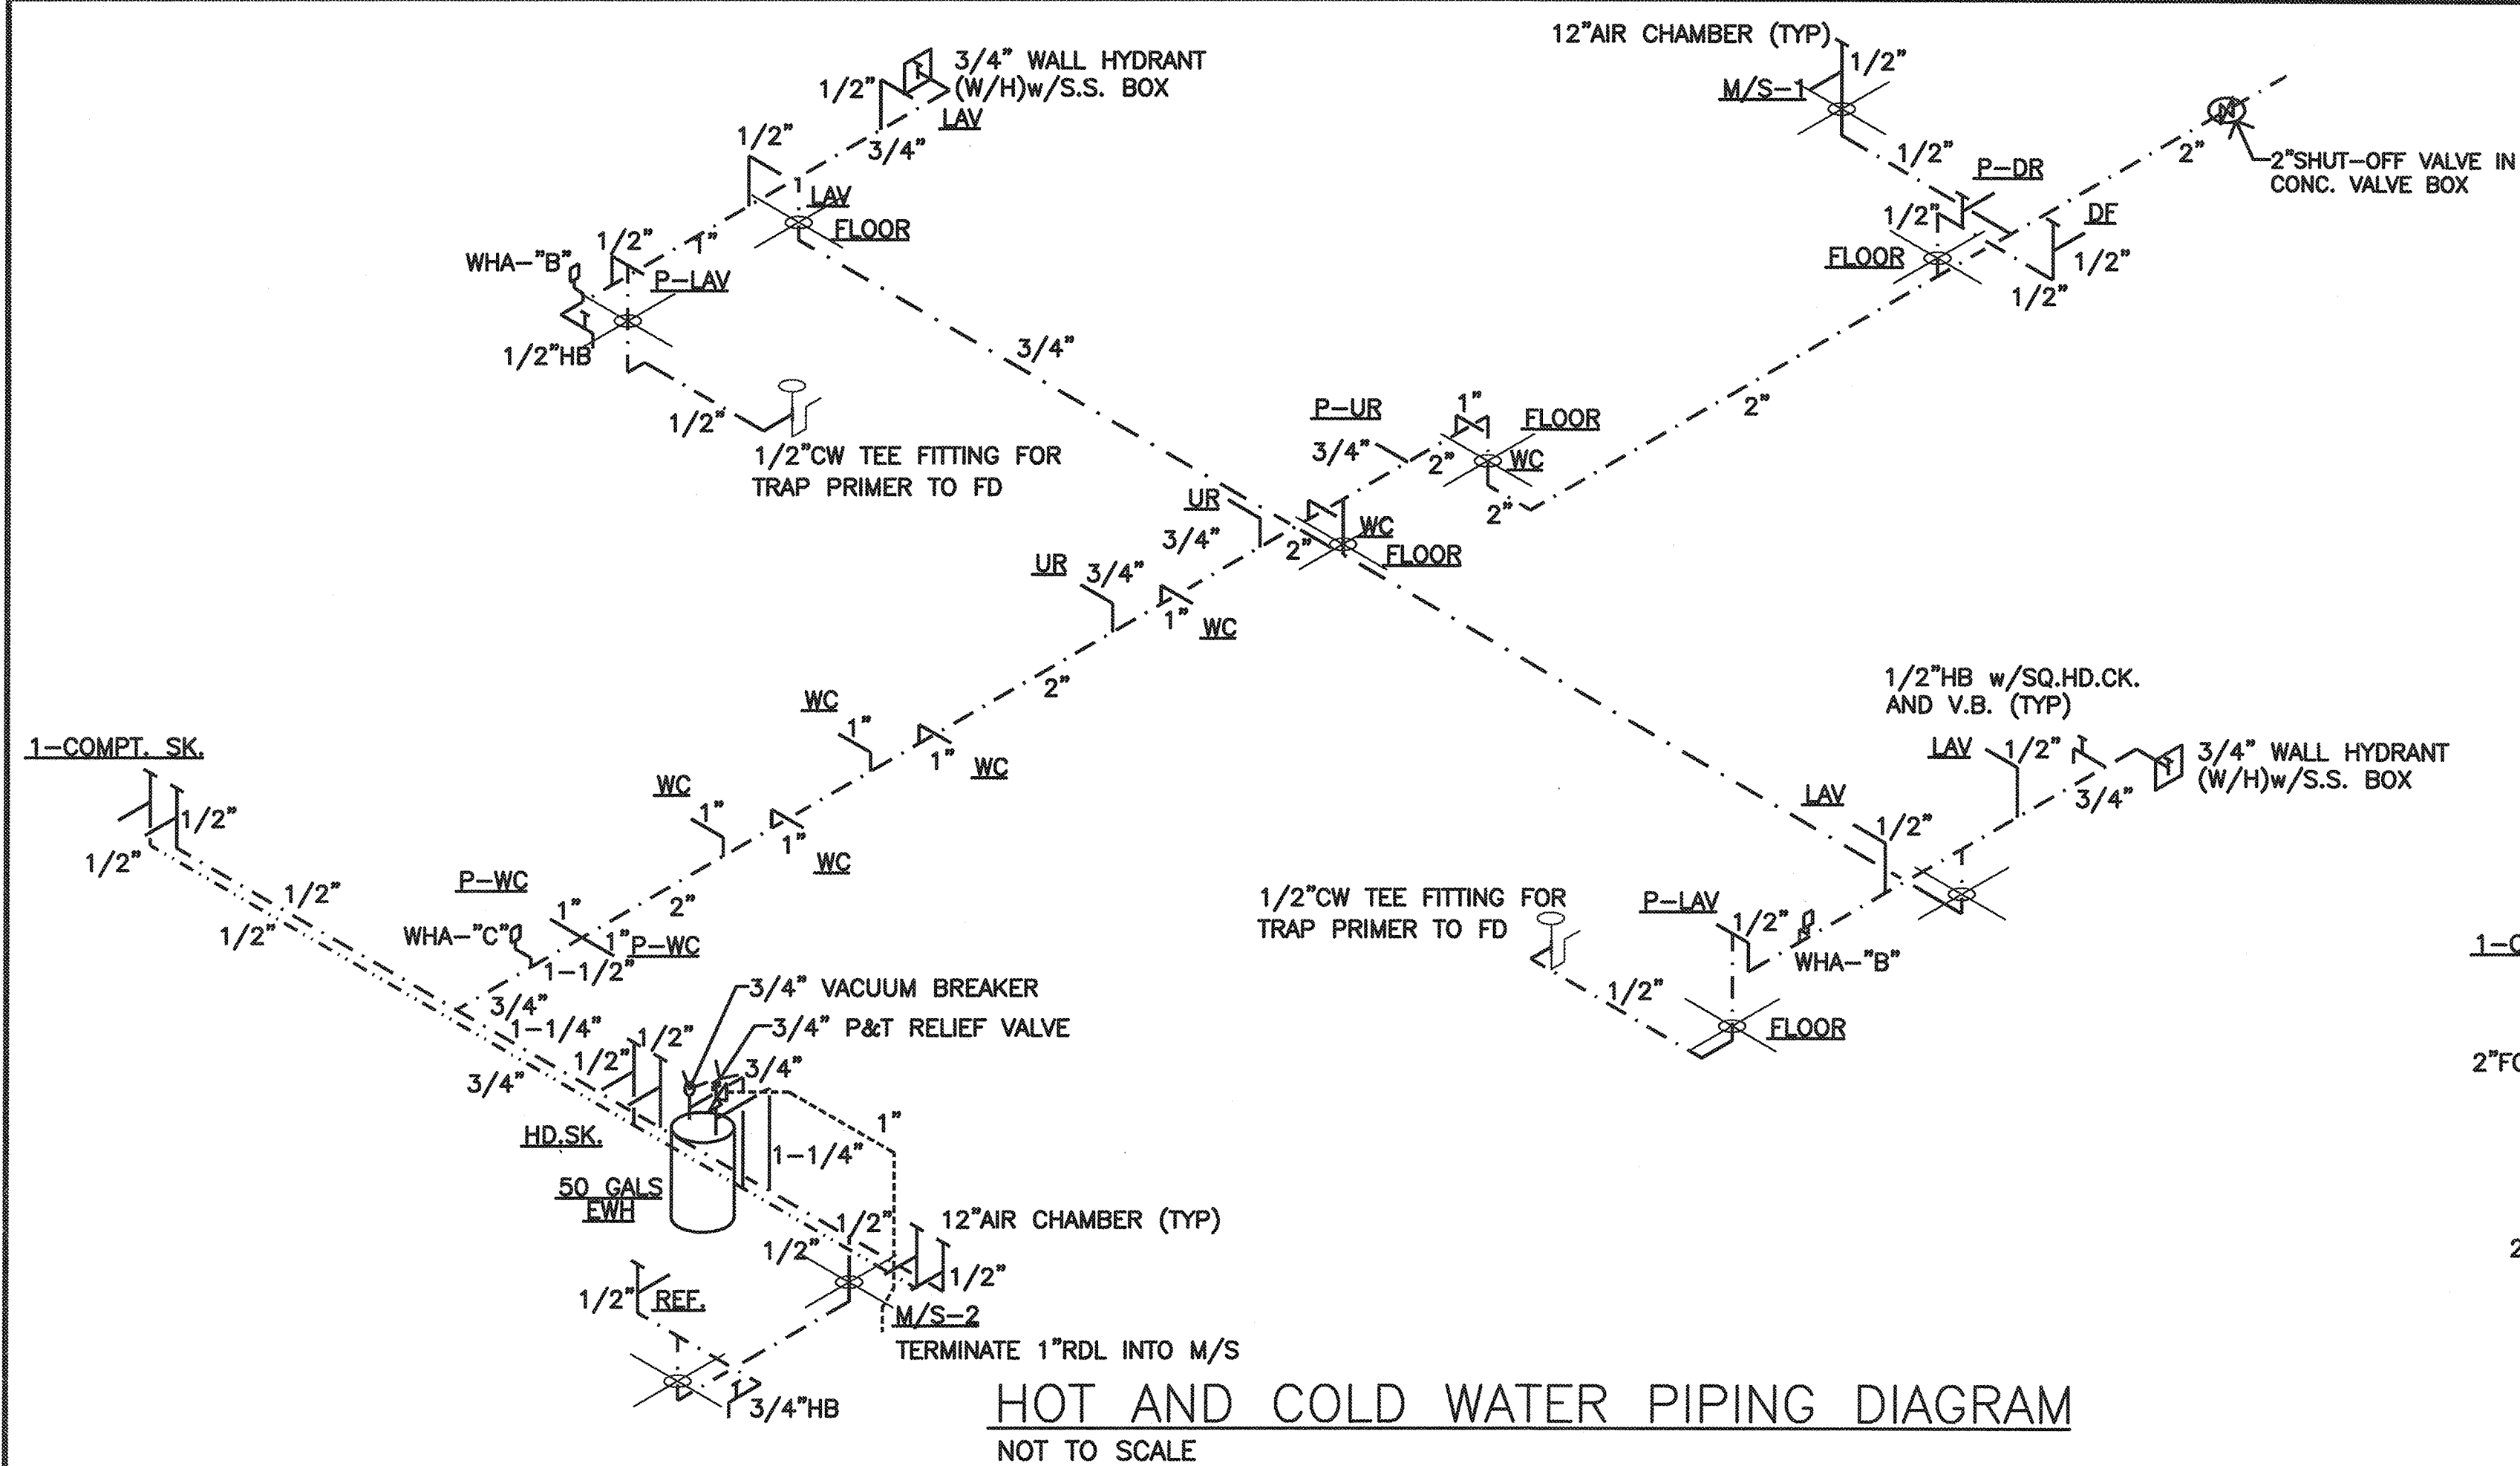 12"AIR CHAMBER (TYP)
1/2"
M/S-1
3/4" WALL HYDRANT
(W/H)w/S.S. BOX
1/2"
LAV
3/4"
1/2"
LAV
FLOOR
1/2"
1"
WHA-"B"
P-LAV
1/2"HB
1/2"
1/2"CW TEE FITTING FOR
TRAP PRIMER TO FD
3/4"
2"
2"SHUT-OFF VALVE IN
CONC. VALVE BOX
1/2"
P-DR
1/2"
DF
FLOOR
1/2"
1/2"
2"
P-UR
1"
FLOOR
3/4"
2"
WC
2"
UR
WC
3/4"
2"
FLOOR
UR
3/4"
1"
WC
2"
WC
1"
1"
WC
WC
1"
1"
WC
1-COMPT. SK.
1/2"
1/2"
1/2"
1/2"
P-WC
2"
1"
WHA-"C"
1"
P-WC
1-1/2"
3/4"
1-1/4"
3/4"
1/2"
1/2"
3/4" VACUUM BREAKER
3/4" P&T RELIEF VALVE
3/4"
1"
HD.SK.
1-1/4"
50 GALS
EWH
1/2"
12"AIR CHAMBER (TYP)
1/2"
1/2"
1/2"
REF.
M/S-2
TERMINATE 1"RDL INTO M/S
3/4"HB
1/2"HB w/SQ.HD.CK.
AND V.B. (TYP)
LAV
1/2"
3/4" WALL HYDRANT
(W/H)w/S.S. BOX
3/4"
LAV
1/2"
1/2"CW TEE FITTING FOR
TRAP PRIMER TO FD
P-LAV
1/2"
WHA-"B"
1/2"
FLOOR
HOT AND COLD WATER PIPING DIAGRAM
NOT TO SCALE